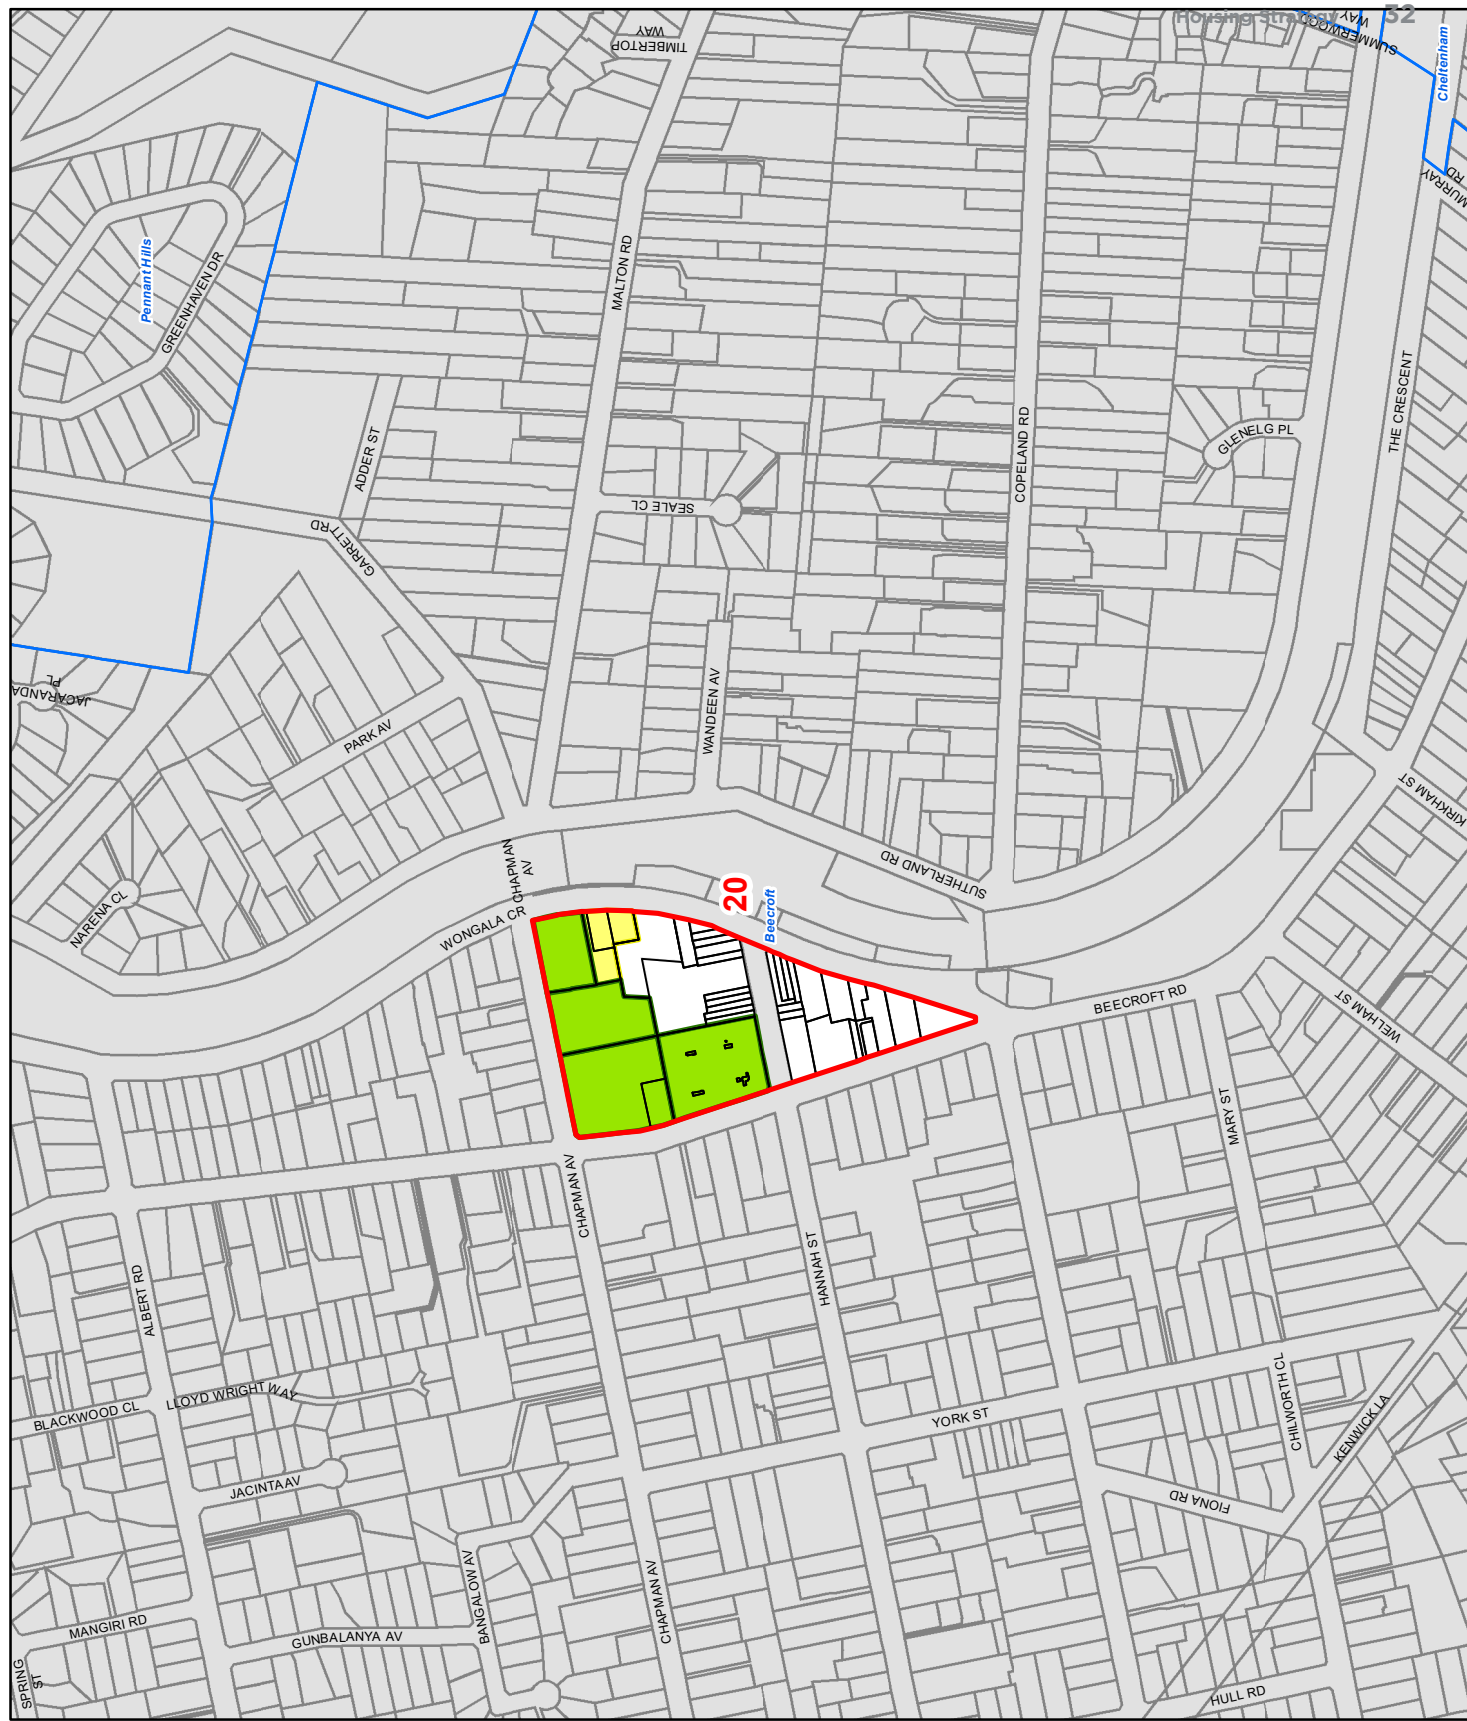 Housing Strategy 32
TIMBERTOP
WAY
SUMMERWOOD
WAY
Cheltenham
MURRAY
RD
Pennant Hills
GREENHAVEN DR
MALTON RD
THE CRESCENT
ADDER ST
COPELAND RD
GLENELG PL
SEALE CL
GARRETT RD
JACARANDA
PL
WANDEEN AV
PARK AV
KIRKHAM ST
CHAPMAN
AV
SUTHERLAND RD
20
Beecroft
NARENA CL
WONGALA CR
BEECROFT RD
WELHAM ST
MARY ST
CHAPMAN AV
HANNAH ST
ALBERT RD
LLOYD WRIGHT WAY
BLACKWOOD CL
YORK ST
CHILWORTH CL
KENWICK LA
JACINTA AV
FIONA RD
BANGALOW AV
CHAPMAN AV
MANGIRI RD
GUNBALANYA AV
SPRING
ST
HULL RD